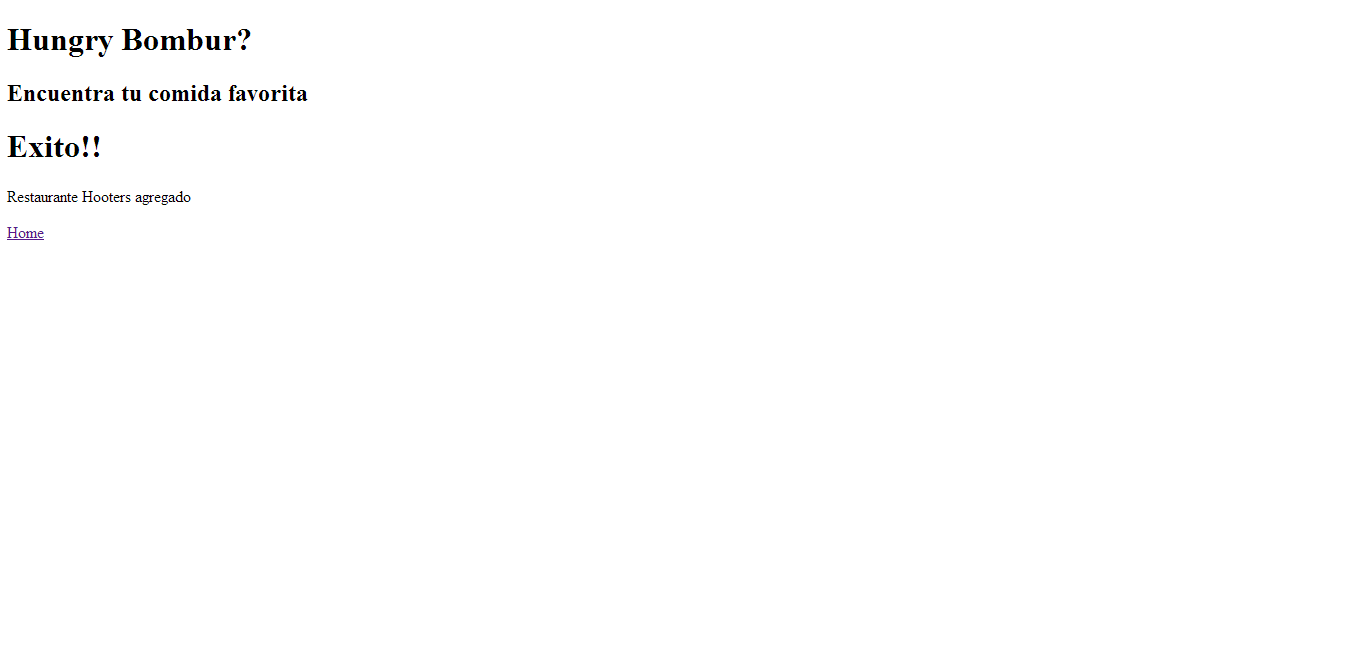 Hungry Bombur?
Encuentra tu comida favorita
Exito!!
Restaurante Hooters agregado
Home